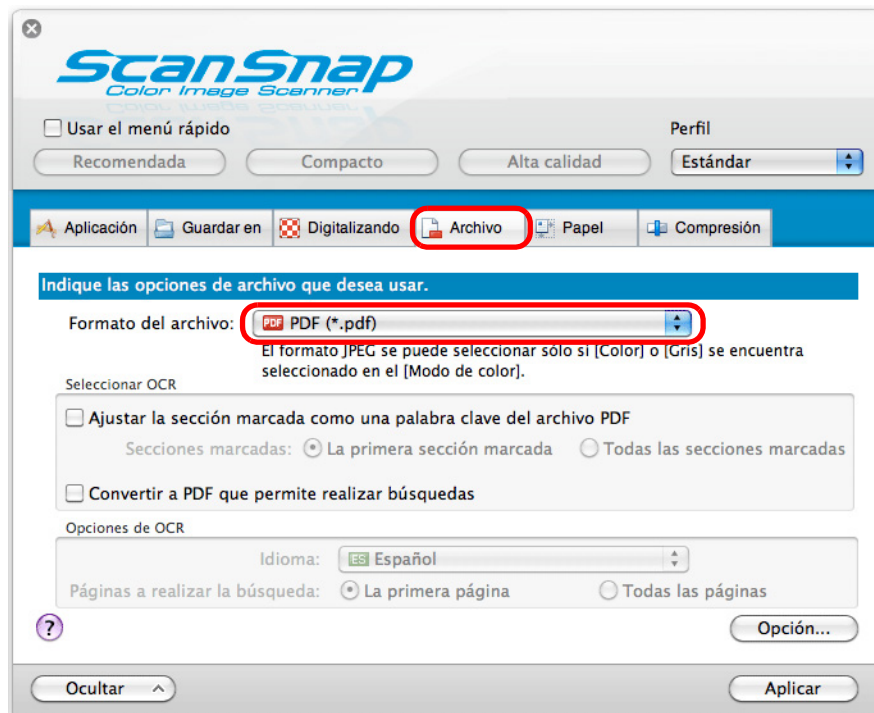 ScanSnap
Color Image Scanner
Usar el menú rápido
Perfil
Recomendada Compacto Alta calidad Estándar
Aplicación Guardar en Digitalizando Archivo Papel Compresión
Indique las opciones de archivo que desea usar.
Formato del archivo: PDF PDF (*.pdf)
El formato JPEG se puede seleccionar sólo si [Color] o [Gris] se encuentra
seleccionado en el [Modo de color].
Seleccionar OCR
Ajustar la sección marcada como una palabra clave del archivo PDF
Secciones marcadas: La primera sección marcada Todas las secciones marcadas
Convertir a PDF que permite realizar búsquedas
Opciones de OCR
Idioma: ES Español
Páginas a realizar la búsqueda: La primera página Todas las páginas
? Opción...
Ocultar Aplicar